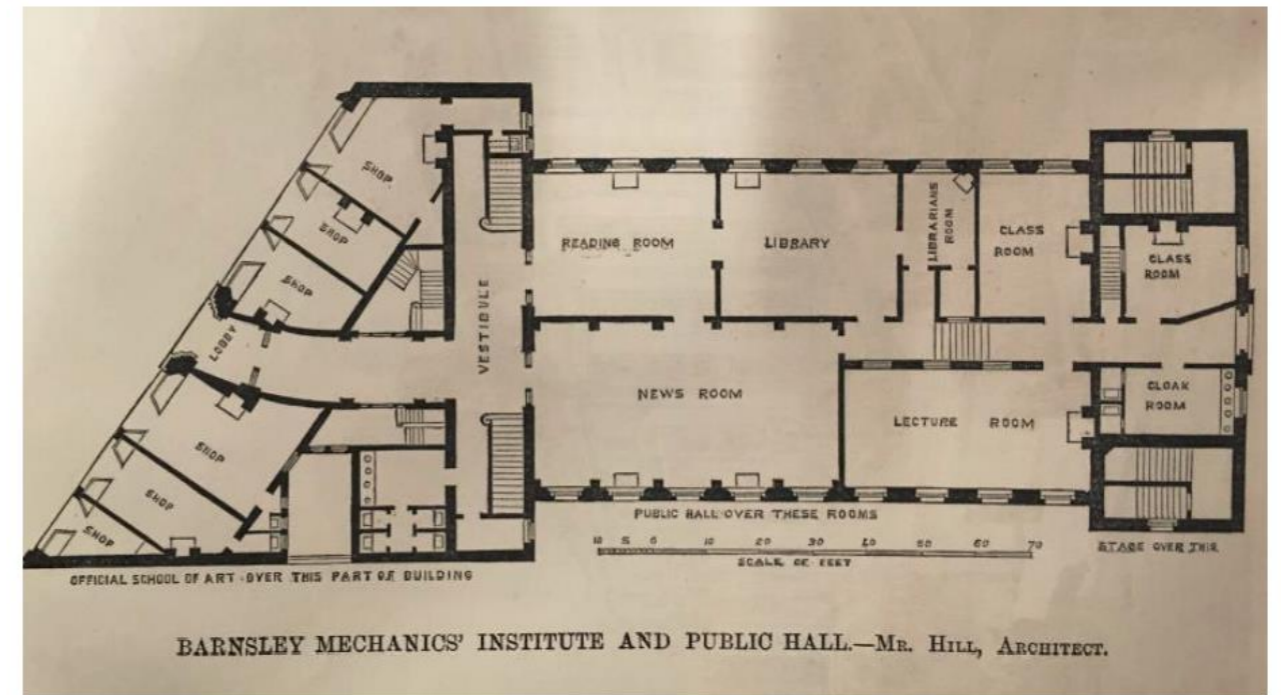 SHOP
SHOP
SHOP
LOBBY
SHOP
SHOP
SHOP
VESTIBULE
READING ROOM
LIBRARY
LIBRARIANS
ROOM
CLASS
ROOM
CLASS
ROOM
NEWS ROOM
LECTURE ROOM
CLOAK
ROOM
PUBLIC HALL OVER THESE ROOMS
10 5 0 10 20 30 40 50 60 70
SCALE OF FEET
STAGE OVER THIS
OFFICIAL SCHOOL OF ART OVER THIS PART OF BUILDING
BARNSLEY MECHANICS' INSTITUTE AND PUBLIC HALL.—MR. HILL, ARCHITECT.